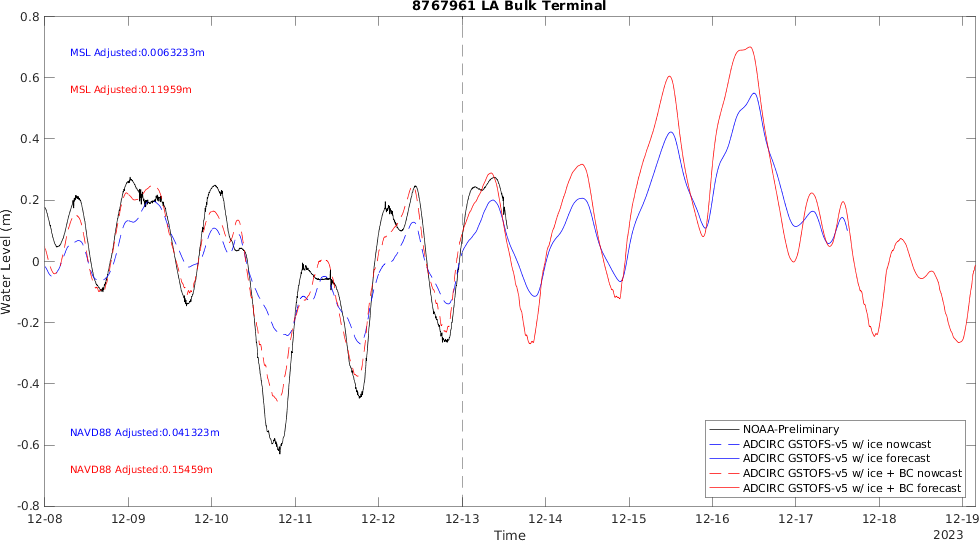 8767961 LA Bulk Terminal
0.8
0.6
0.4
0.2
0
-0.2
-0.4
-0.6
-0.8
Water Level (m)
MSL Adjusted:0.0063233m
MSL Adjusted:0.11959m
NAVD88 Adjusted:0.041323m
NAVD88 Adjusted:0.15459m
NOAA-Preliminary
ADCIRC GSTOFS-v5 w/ ice nowcast
ADCIRC GSTOFS-v5 w/ ice forecast
ADCIRC GSTOFS-v5 w/ ice + BC nowcast
ADCIRC GSTOFS-v5 w/ ice + BC forecast
12-08 12-09 12-10 12-11 12-12 12-13 12-14 12-15 12-16 12-17 12-18 12-19
Time
2023